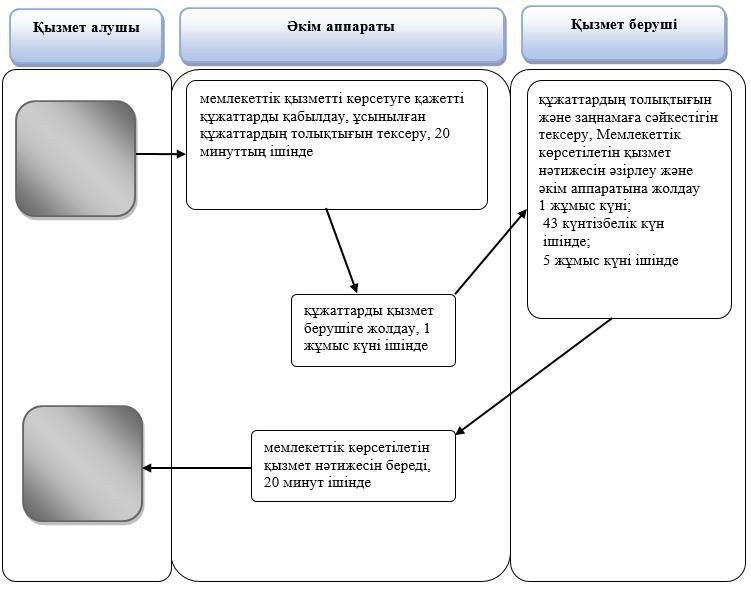 Қызмет алушы
Әкім аппараты
Қызмет беруші
мемлекеттік қызметті көрсетуге қажетті
құжаттарды қабылдау, ұсынылған
құжаттардың толықтығын тексеру, 20
минуттың ішінде
құжаттардың толықтығын
және заңнамаға сәйкестігін
тексеру, Мемлекеттік
көрсетілетін қызмет
нәтижесін әзірлеу және
әкім аппаратына жолдау
1 жұмыс күні;
43 күнтізбелік күн
ішінде;
5 жұмыс күні ішінде
құжаттарды қызмет
берушіге жолдау, 1
жұмыс күні ішінде
мемлекеттік көрсетілетін
қызмет нәтижесін береді,
20 минут ішінде